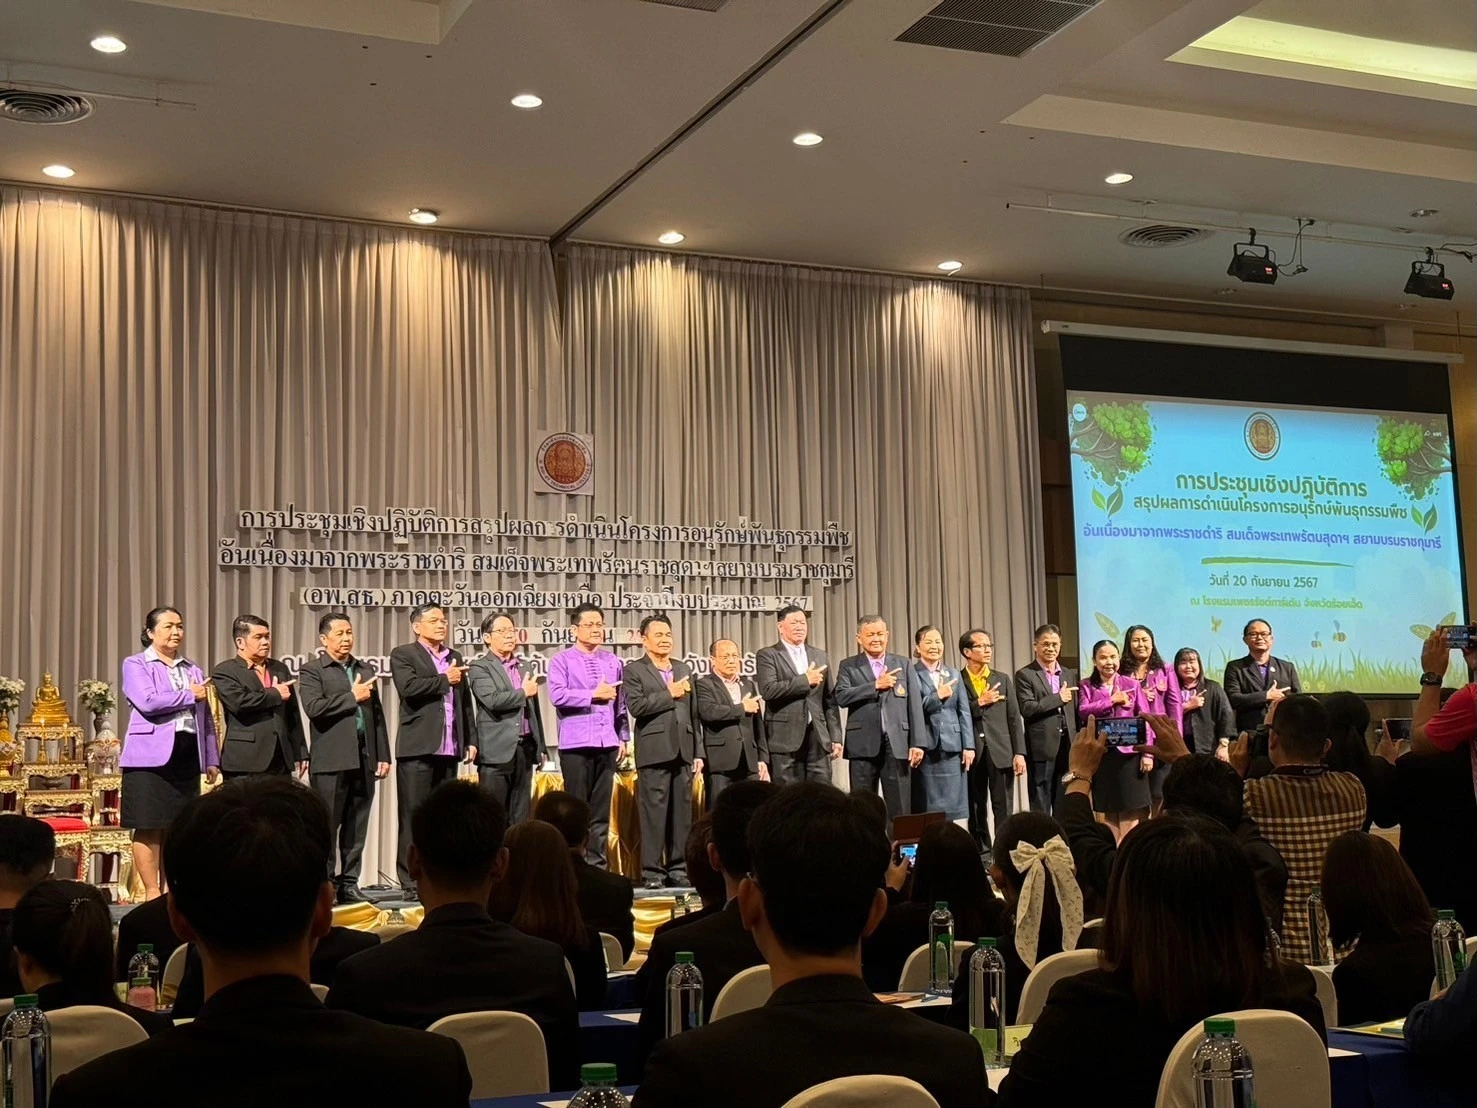 การประชุมเชิงปฏิบัติการสรุปผลการดำเนินโครงการอนุรักษ์พันธุกรรมพืช
อันเนื่องมาจากพระราชดำริ สมเด็จพระเทพรัตนราชสุดาฯสยามบรมราชกุมารี
(อพ.สธ.) ภาคตะวันออกเฉียงเหนือ ประจำปีงบประมาณ 2567
การประชุมเชิงปฏิบัติการ
สรุปผลการดำเนินโครงการอนุรักษ์พันธุกรรมพืช
อันเนื่องมาจากพระราชดำริ สมเด็จพระเทพรัตนสุดาฯ สยามบรมราชกุมารี
วันที่ 20 กันยายน 2567
ณ โรงแรมเพชรรัชต์การ์เด้น จังหวัดร้อยเอ็ด